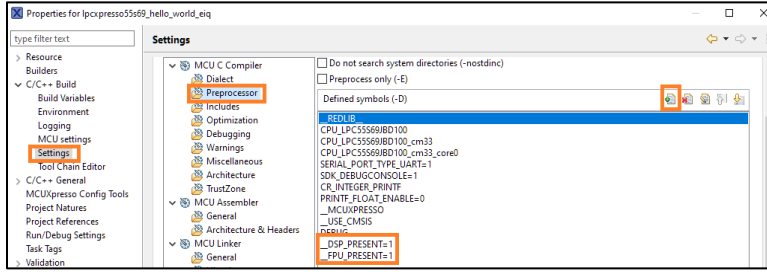 Properties for lpcxpresso55s69_hello_world_eiq
type filter text
Settings
Resource
Builders
C/C++ Build
Build Variables
Environment
Logging
MCU settings
Settings
Tool Chain Editor
C/C++ General
MCUXpresso Config Tools
Project Natures
Project References
Run/Debug Settings
Task Tags
Validation
MCU C Compiler
Dialect
Preprocessor
Includes
Optimization
Debugging
Warnings
Miscellaneous
Architecture
TrustZone
MCU Assembler
General
Architecture & Headers
MCU Linker
General
Do not search system directories (-nostdinc)
Preprocess only (-E)
Defined symbols (-D)
__REDLIB__
CPU_LPC55S69JBD100
CPU_LPC55S69JBD100_cm33
CPU_LPC55S69JBD100_cm33_core0
SERIAL_PORT_TYPE_UART=1
SDK_DEBUGCONSOLE=1
CR_INTEGER_PRINTF
PRINTF_FLOAT_ENABLE=0
__MCUXPRESSO
__USE_CMSIS
DEBUG
__DSP_PRESENT=1
__FPU_PRESENT=1